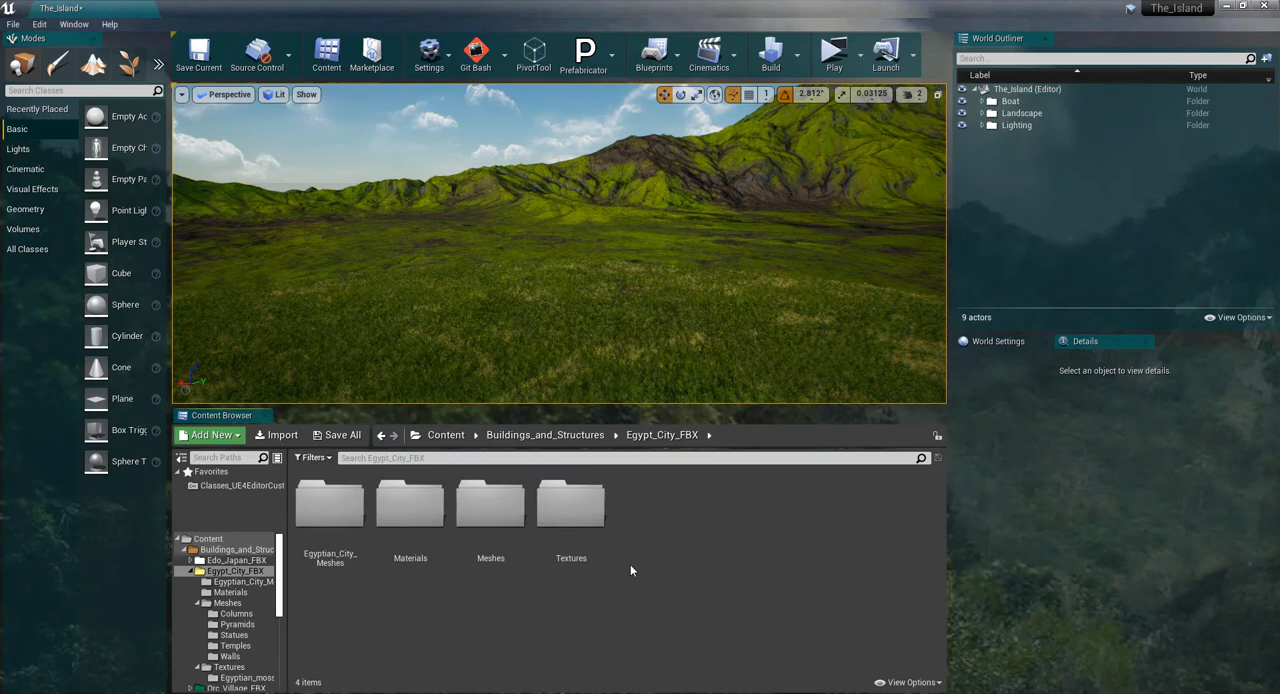 The_Island*
The_Island
File Edit Window Help
Modes
Search Classes
Recently Placed
Basic
Lights
Cinematic
Visual Effects
Geometry
Volumes
All Classes
Empty Ac
Empty Ch
Empty Pa
Point Ligh
Player St
Cube
Sphere
Cylinder
Cone
Plane
Box Trigg
Sphere T
Save Current
Source Control
Content
Marketplace
Settings
Git Bash
PivotTool
P
Prefabricator
Blueprints
Cinematics
Build
Play
Launch
Perspective Lit Show
1 2.812° 0.03125 2
Y
Content Browser
Add New Import Save All Content Buildings_and_Structures Egypt_City_FBX
Search Paths
Filters Search Egypt_City_FBX
Favorites
Classes_UE4EditorCust
Content
Buildings_and_Struc
Edo_Japan_FBX
Egypt_City_FBX
Egyptian_City_M
Materials
Meshes
Columns
Pyramids
Statues
Temples
Walls
Textures
Egyptian_moss
Orc_Village_FBX
Egyptian_City_
Meshes
Materials
Meshes
Textures
4 items
View Options
World Outliner
Search...
Label Type
The_Island (Editor) World
Boat Folder
Landscape Folder
Lighting Folder
9 actors
View Options
World Settings
Details
Select an object to view details.